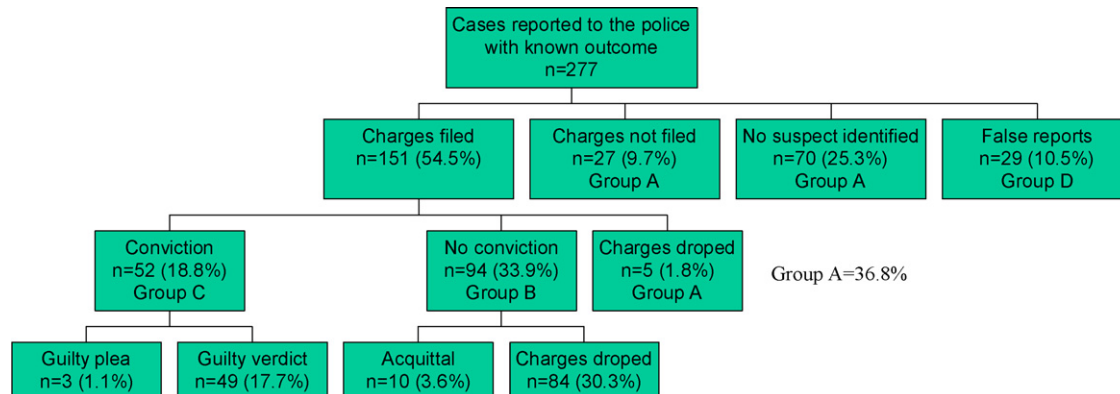 Cases reported to the police
with known outcome
n=277
Charges filed
n=151 (54.5%)
Charges not filed
n=27 (9.7%)
Group A
No suspect identified
n=70 (25.3%)
Group A
False reports
n=29 (10.5%)
Group D
Conviction
n=52 (18.8%)
Group C
No conviction
n=94 (33.9%)
Group B
Charges droped
n=5 (1.8%)
Group A
Group A=36.8%
Guilty plea
n=3 (1.1%)
Guilty verdict
n=49 (17.7%)
Acquittal
n=10 (3.6%)
Charges droped
n=84 (30.3%)